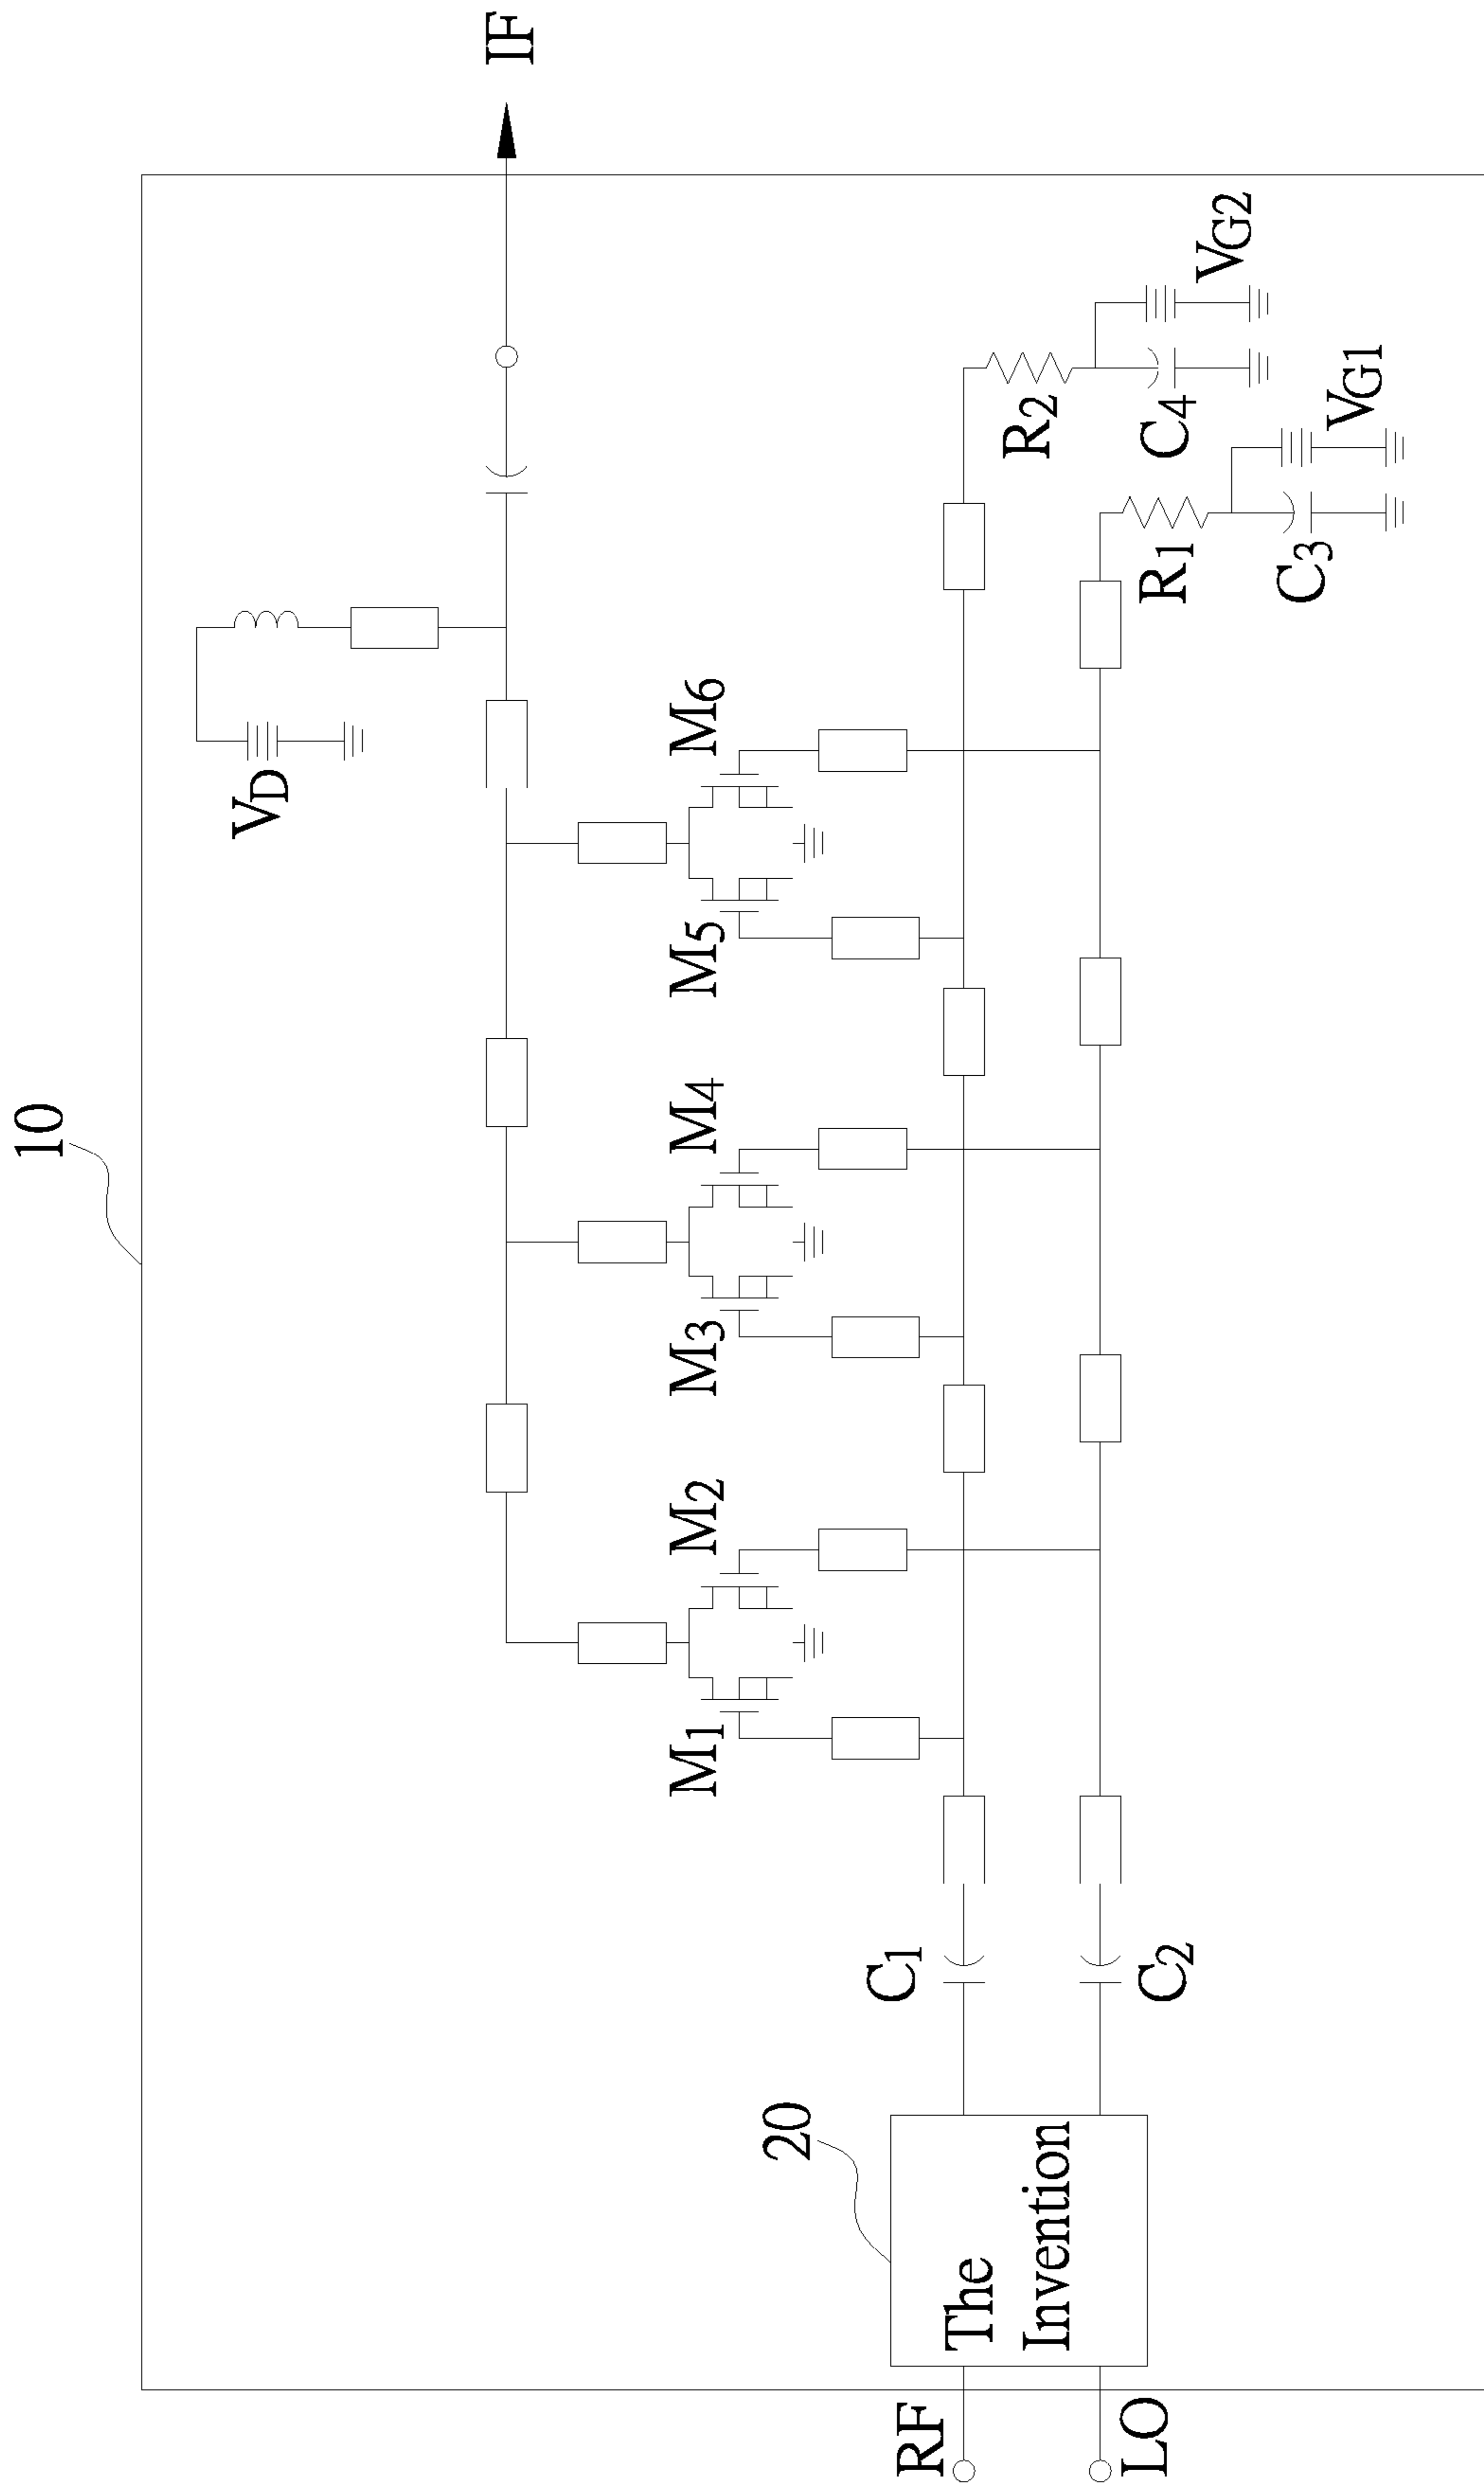 10
IF
VD
M1
M2
M3
M4
M5
M6
20
C1
R2
C4
VG2
RF
The
Invention
LO
C2
R1
C3
VG1